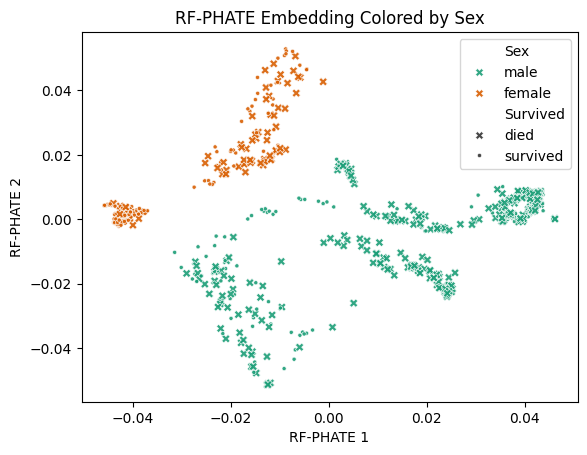 RF-PHATE Embedding Colored by Sex
Sex
male
female
Survived
died
survived
0.04
0.02
0.00
−0.02
−0.04
RF-PHATE 2
−0.04
−0.02
0.00
0.02
0.04
RF-PHATE 1